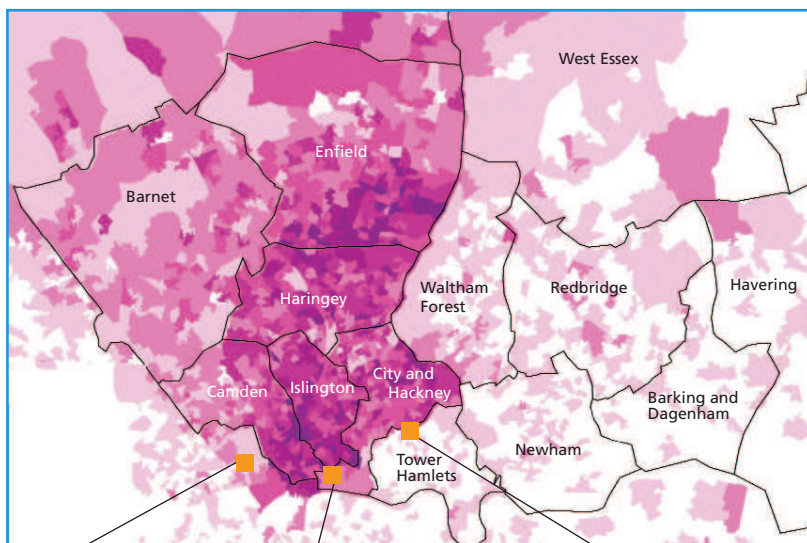 West Essex
Enfield
Barnet
Haringey
Waltham
Forest
Redbridge
Havering
Camden
Islington
City and
Hackney
Barking and
Dagenham
Newham
Tower
Hamlets